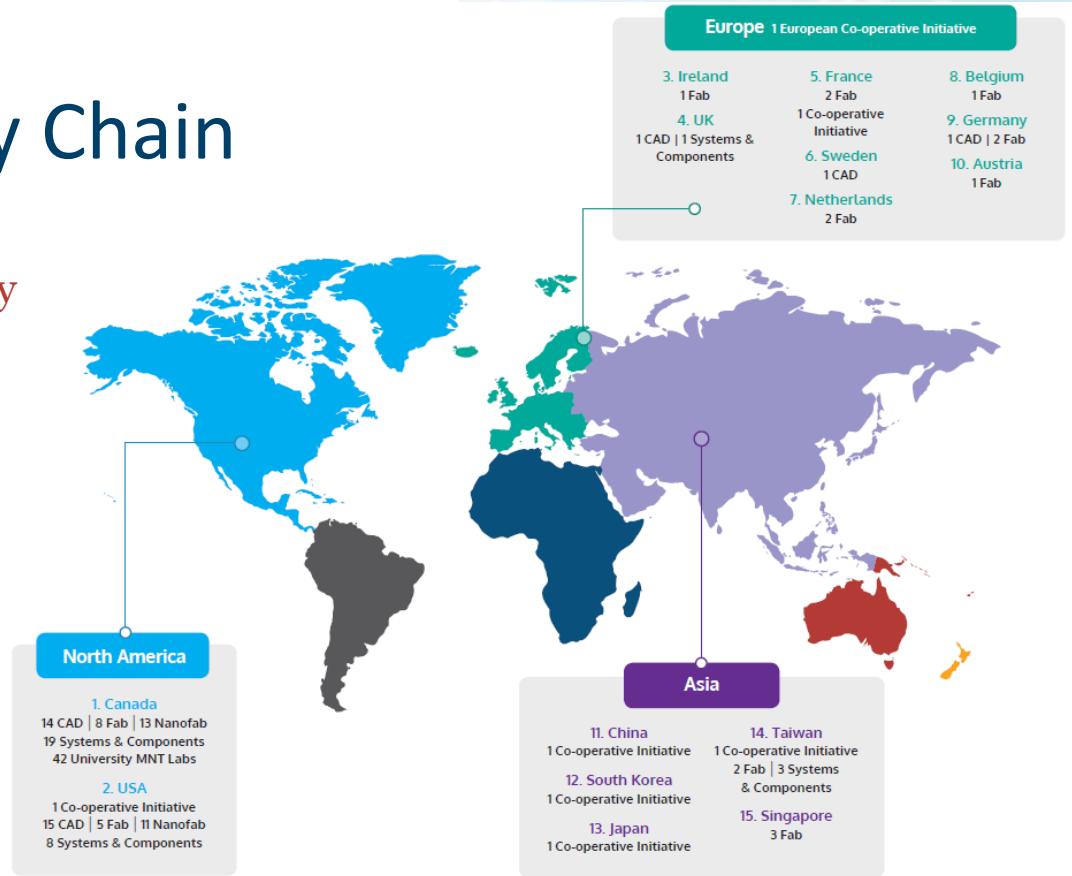 y Chain
y
Europe 1 European Co-operative Initiative
3. Ireland
1 Fab
4. UK
1 CAD | 1 Systems &
Components
5. France
2 Fab
1 Co-operative
Initiative
6. Sweden
1 CAD
7. Netherlands
2 Fab
8. Belgium
1 Fab
9. Germany
1 CAD | 2 Fab
10. Austria
1 Fab
North America
1. Canada
14 CAD | 8 Fab | 13 Nanofab
19 Systems & Components
42 University MNT Labs
2. USA
1 Co-operative Initiative
15 CAD | 5 Fab | 11 Nanofab
8 Systems & Components
Asia
11. China
1 Co-operative Initiative
12. South Korea
1 Co-operative Initiative
13. Japan
1 Co-operative Initiative
14. Taiwan
1 Co-operative Initiative
2 Fab | 3 Systems
& Components
15. Singapore
3 Fab